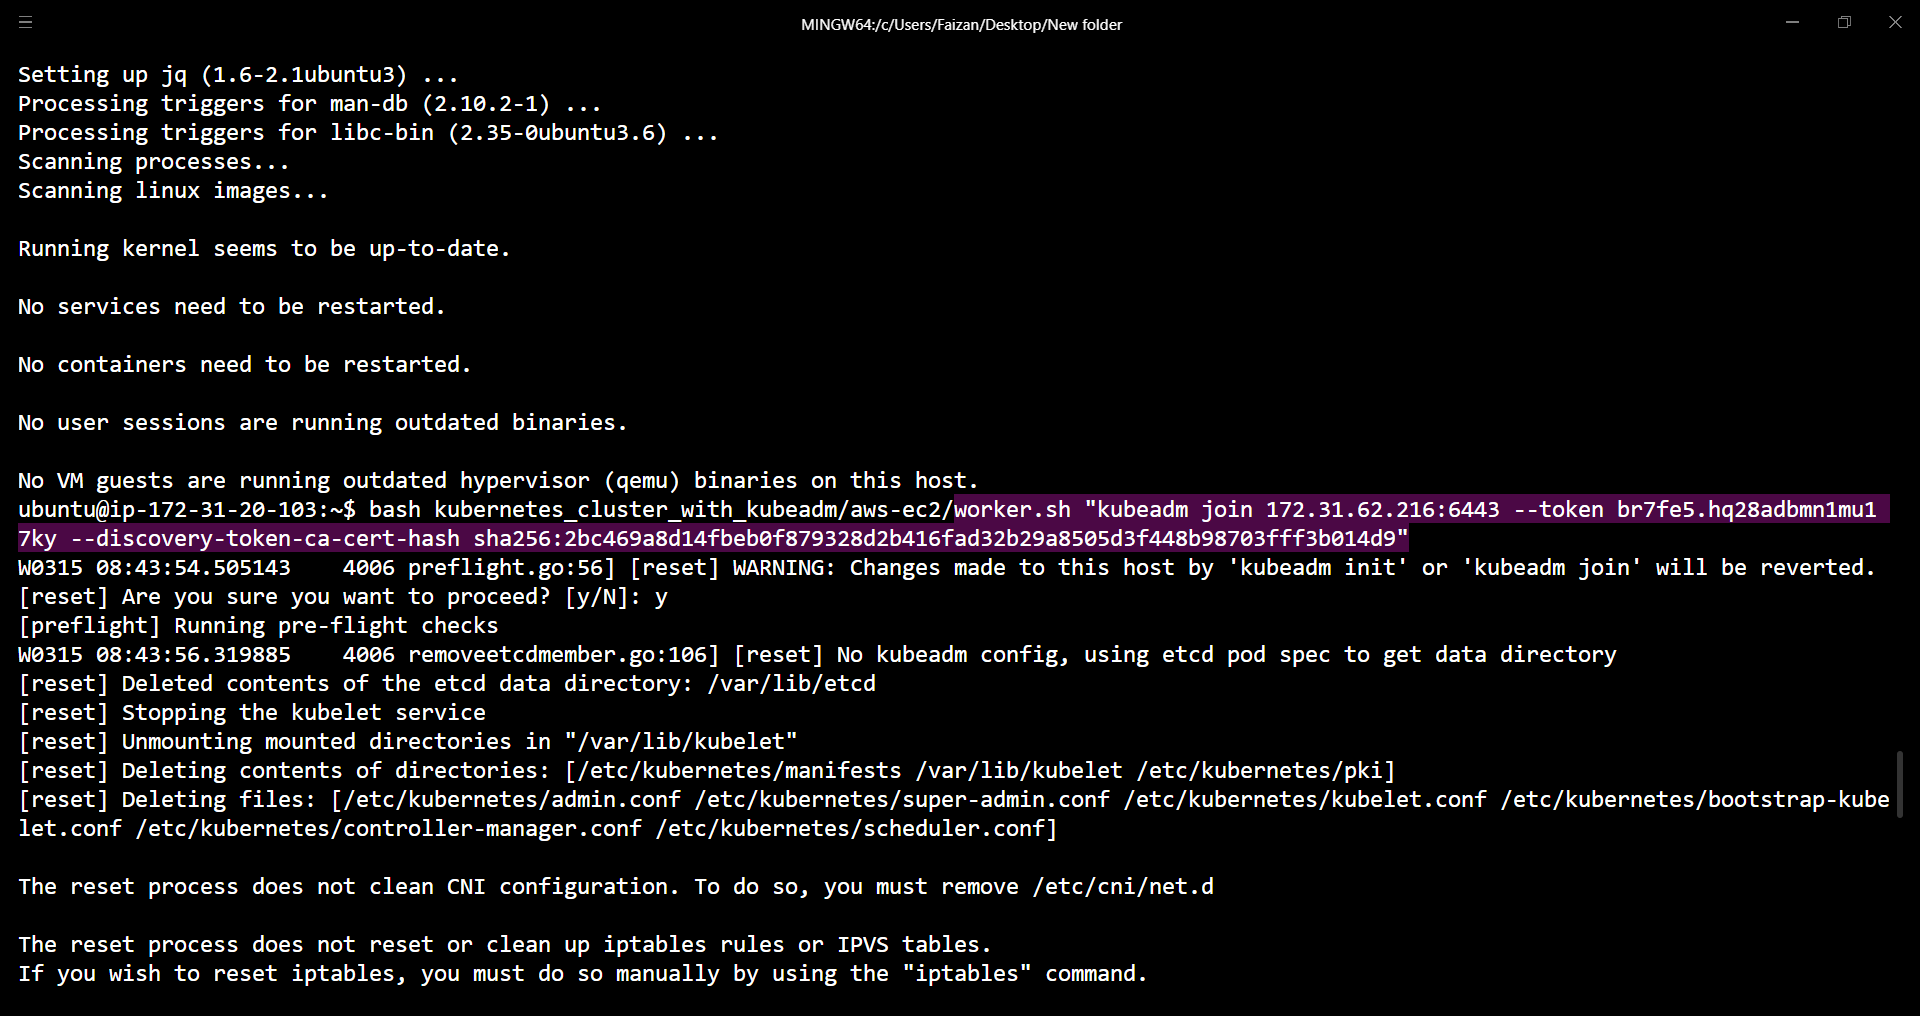 MINGW64:/c/Users/Faizan/Desktop/New folder
Setting up jq (1.6-2.1ubuntu3) ...
Processing triggers for man-db (2.10.2-1) ...
Processing triggers for libc-bin (2.35-0ubuntu3.6) ...
Scanning processes...
Scanning linux images...
Running kernel seems to be up-to-date.
No services need to be restarted.
No containers need to be restarted.
No user sessions are running outdated binaries.
No VM guests are running outdated hypervisor (qemu) binaries on this host.
ubuntu@ip-172-31-20-103:~$ bash kubernetes_cluster_with_kubeadm/aws-ec2/worker.sh "kubeadm join 172.31.62.216:6443 --token br7fe5.hq28adbmn1mu1
7ky --discovery-token-ca-cert-hash sha256:2bc469a8d14fbeb0f879328d2b416fad32b29a8505d3f448b98703fff3b014d9"
W0315 08:43:54.505143    4006 preflight.go:56] [reset] WARNING: Changes made to this host by 'kubeadm init' or 'kubeadm join' will be reverted.
[reset] Are you sure you want to proceed? [y/N]: y
[preflight] Running pre-flight checks
W0315 08:43:56.319885    4006 removeetcdmember.go:106] [reset] No kubeadm config, using etcd pod spec to get data directory
[reset] Deleted contents of the etcd data directory: /var/lib/etcd
[reset] Stopping the kubelet service
[reset] Unmounting mounted directories in "/var/lib/kubelet"
[reset] Deleting contents of directories: [/etc/kubernetes/manifests /var/lib/kubelet /etc/kubernetes/pki]
[reset] Deleting files: [/etc/kubernetes/admin.conf /etc/kubernetes/super-admin.conf /etc/kubernetes/kubelet.conf /etc/kubernetes/bootstrap-kube
let.conf /etc/kubernetes/controller-manager.conf /etc/kubernetes/scheduler.conf]
The reset process does not clean CNI configuration. To do so, you must remove /etc/cni/net.d
The reset process does not reset or clean up iptables rules or IPVS tables.
If you wish to reset iptables, you must do so manually by using the "iptables" command.